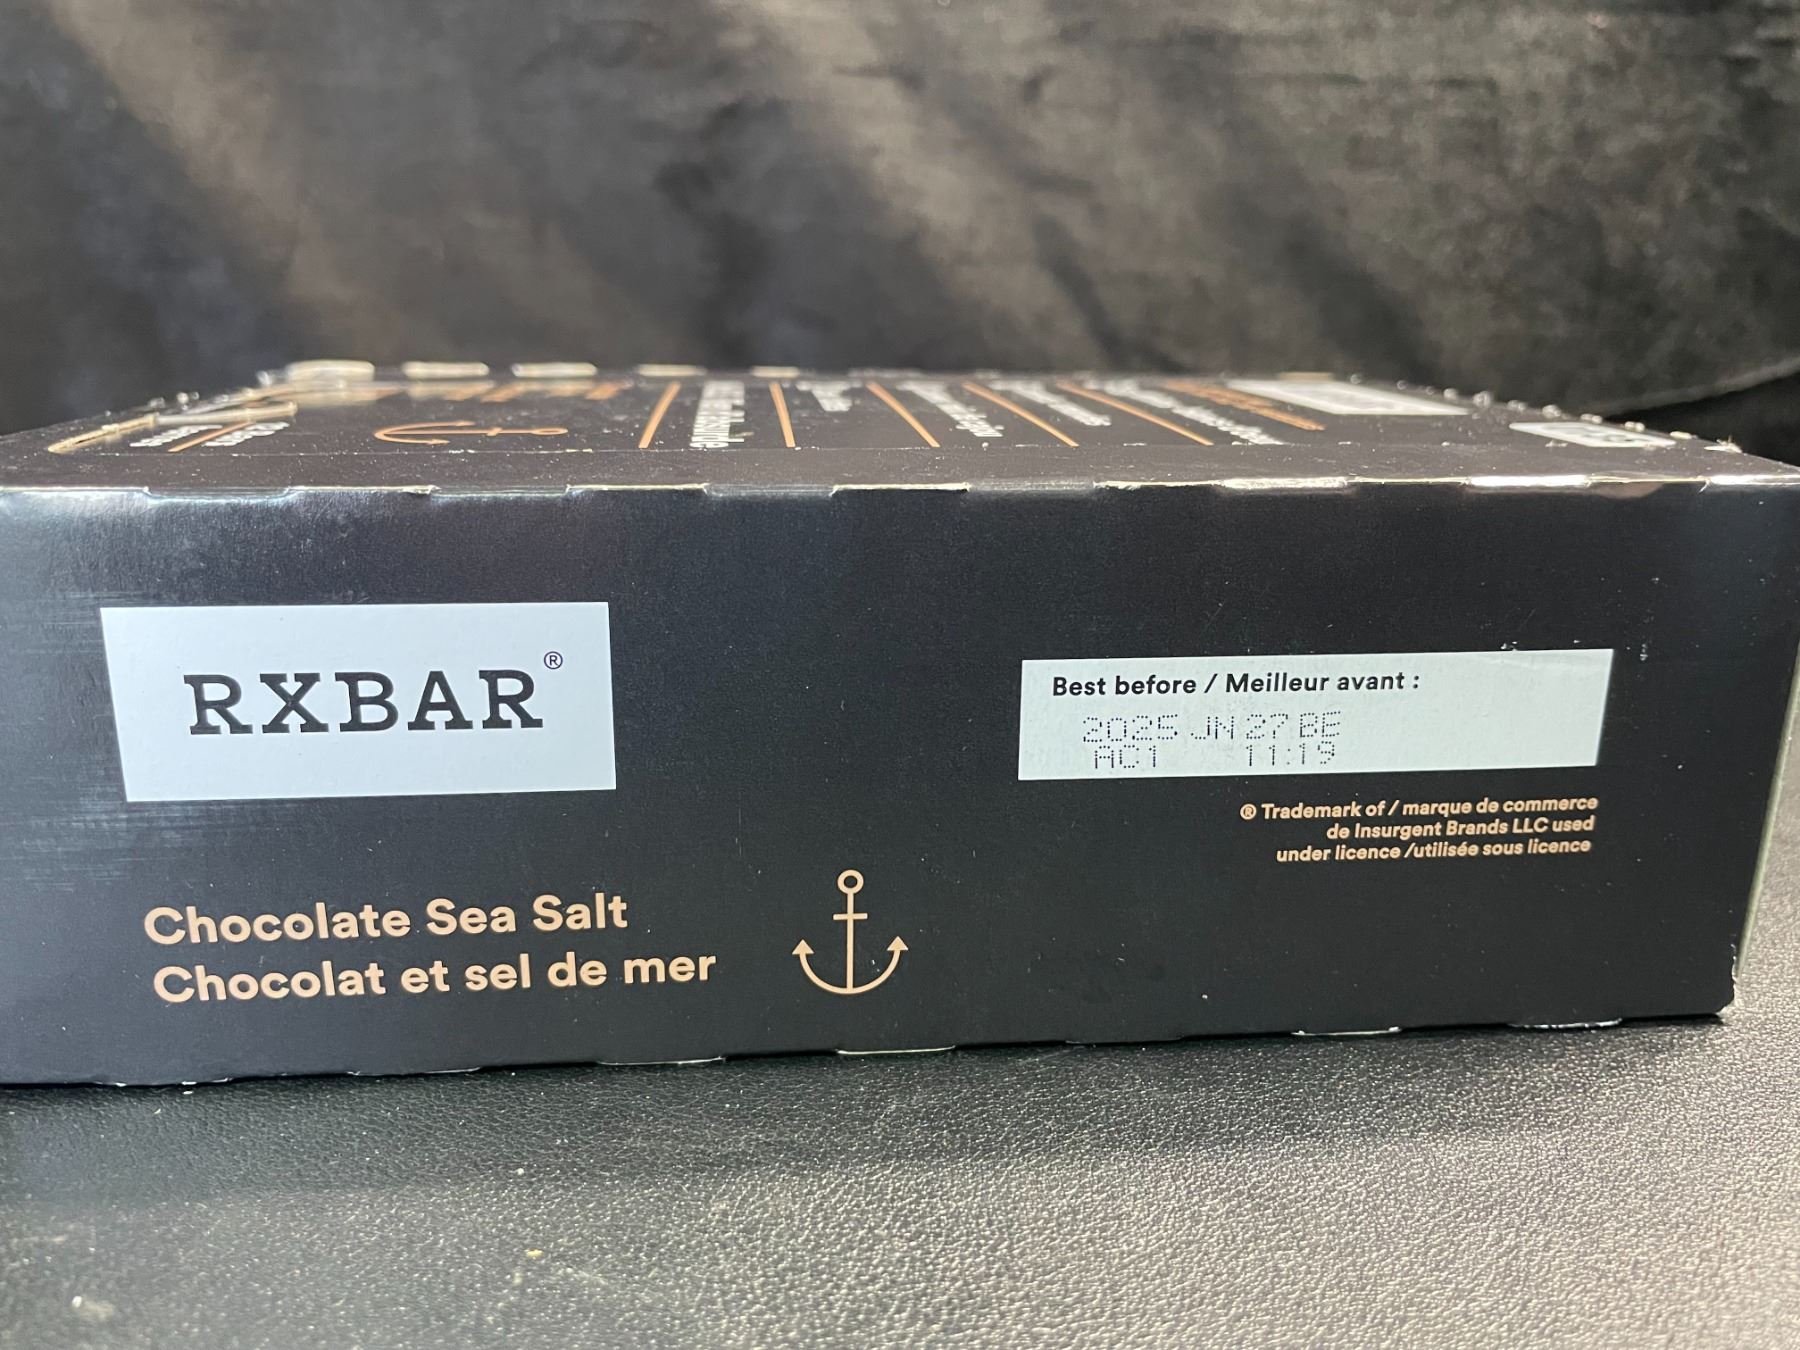 RXBAR®
Chocolate Sea Salt
Chocolat et sel de mer
Best before / Meilleur avant :
2025 JN 27 BE
AC1 11:19
® Trademark of / marque de commerce
de Insurgent Brands LLC used
under licence /utilisée sous licence